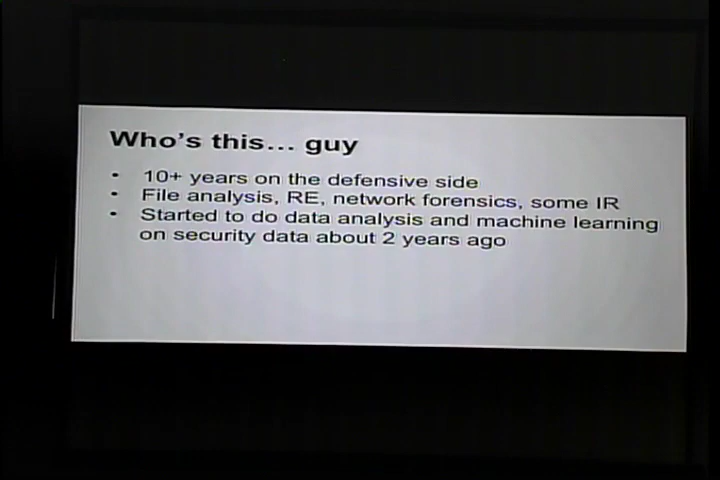 Who's this... guy
• 10+ years on the defensive side
• File analysis, RE, network forensics, some IR
• Started to do data analysis and machine learning
on security data about 2 years ago